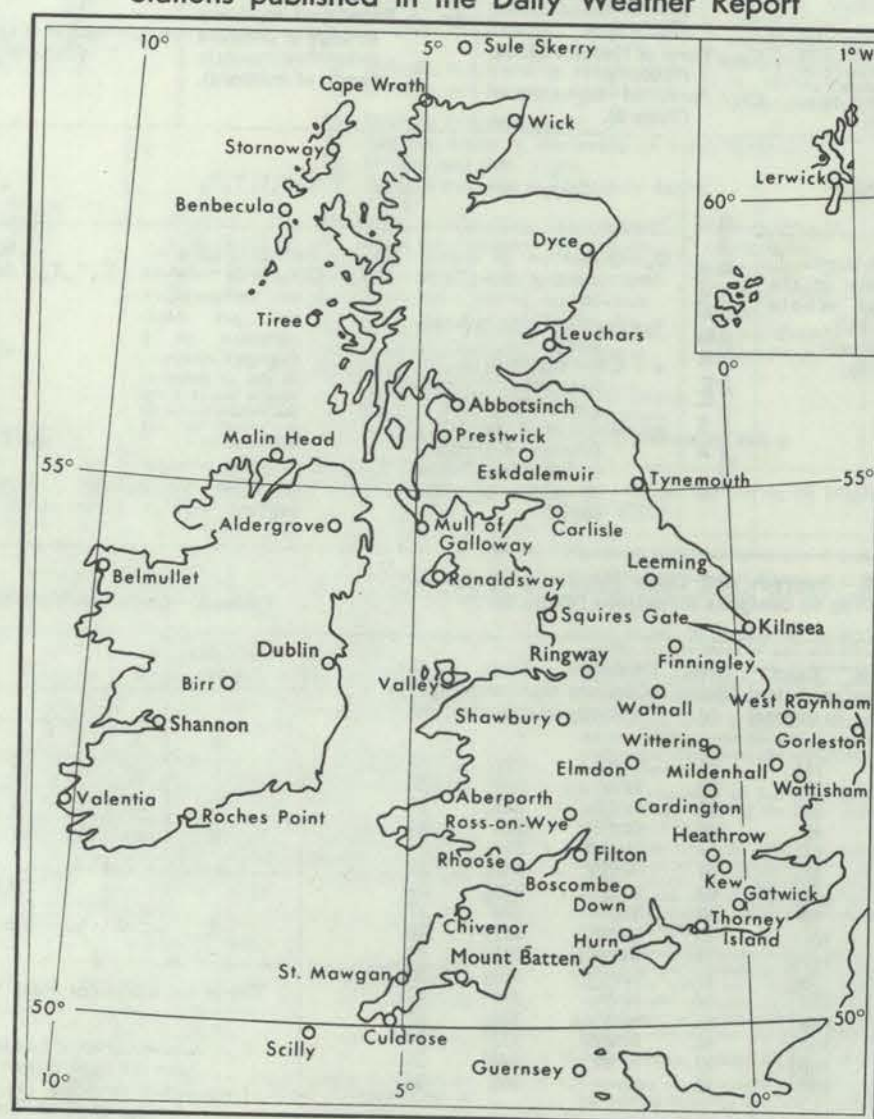 Stations published in the Daily Weather Report
10°
5°
Sule Skerry
1° W
Cape Wrath
Wick
Stornoway
Lerwick
Benbecula
60°
Dyce
Tiree
Leuchars
0°
Abbotsinch
Malin Head
Prestwick
Eskdalemuir
55°
Tynemouth
55°
Aldergrove
Mull of
Galloway
Carlisle
Belmullet
Leeming
Ronaldsway
Squires Gate
Kilnsea
Dublin
Ringway
Finningley
Birr
Valley
Watnall
West Raynham
Shannon
Shawbury
Gorleston
Wittering
Elmdon
Mildenhall
Wattisham
Valentia
Aberporth
Cardington
Roches Point
Ross-on-Wye
Heathrow
Rhoose
Filton
Kew
Boscombe
Down
Gatwick
Chivenor
Thorney
Island
Hurn
Mount Batten
St. Mawgan
50°
50°
Culdrose
Scilly
Guernsey
10°
5°
0°